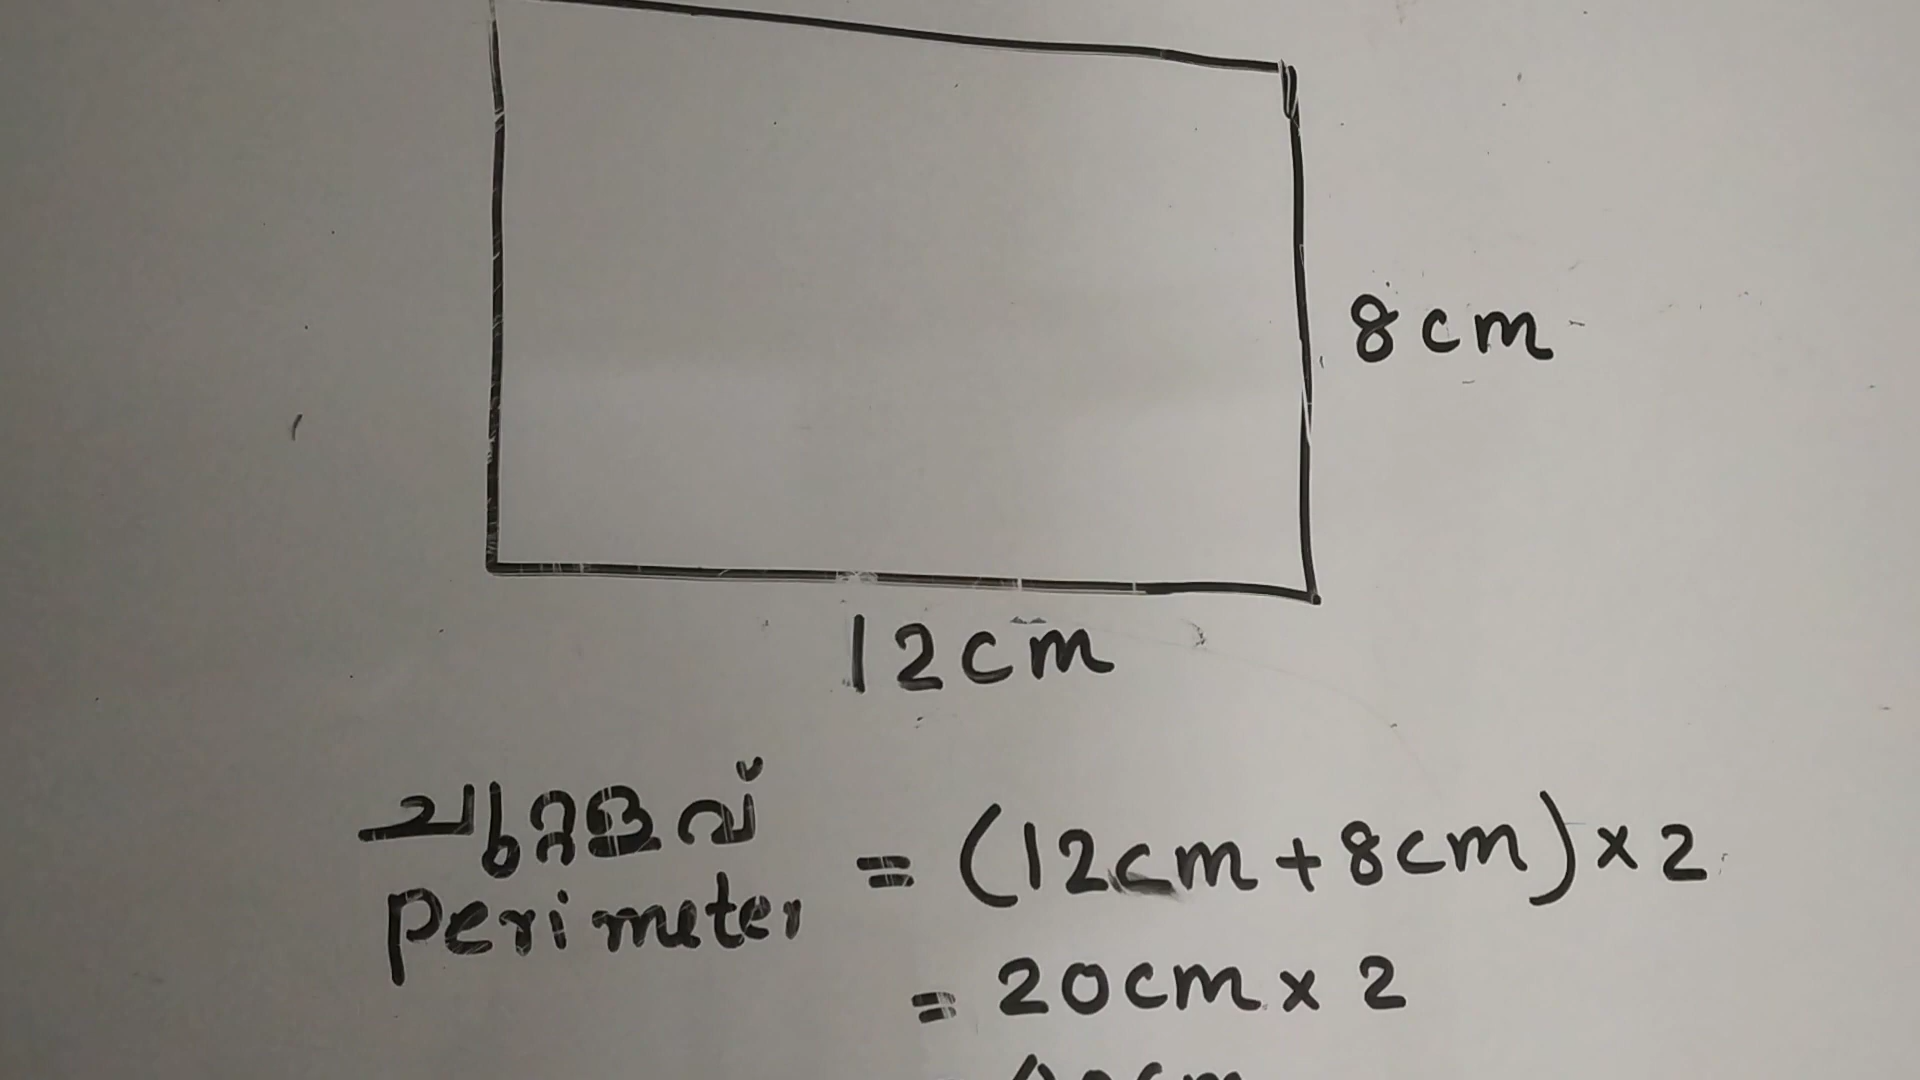 8cm
12cm
ചുറ്റളവ് = (12cm+8cm)×2
perimeter
= 20cm × 2